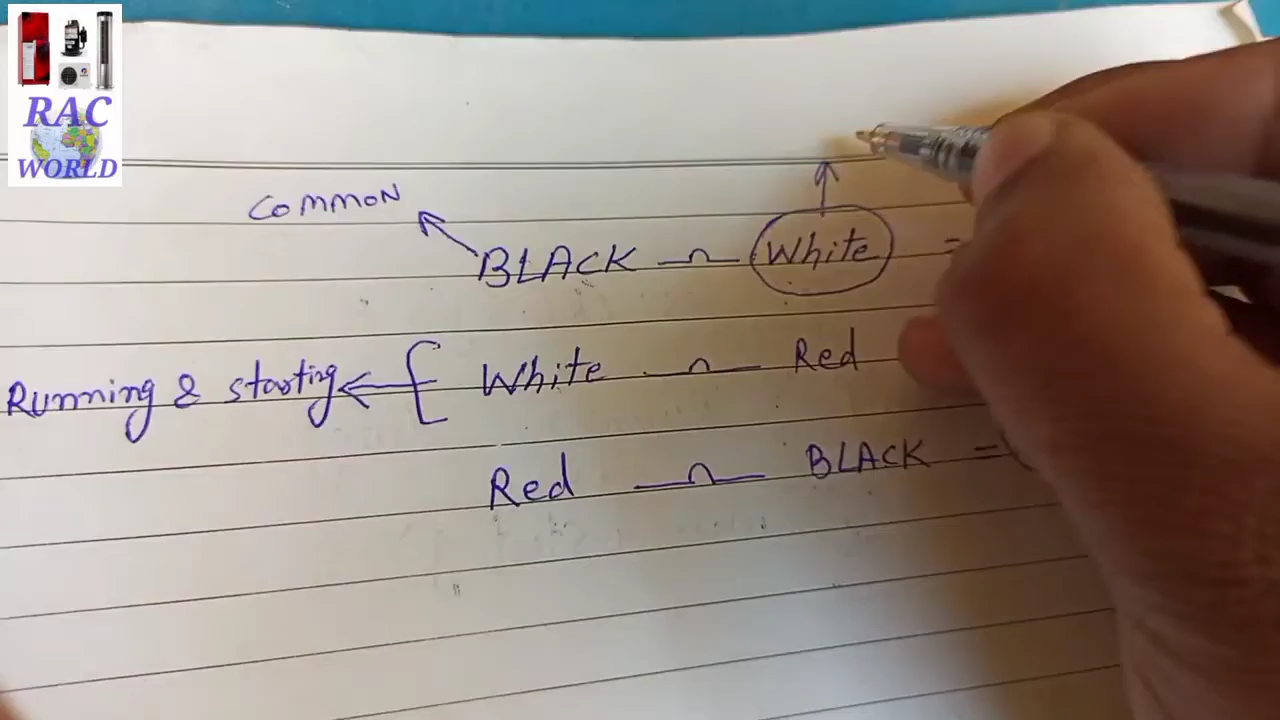 RAC
WORLD
COMMON
BLACK White =
Running & starting White Red
Red BLACK =